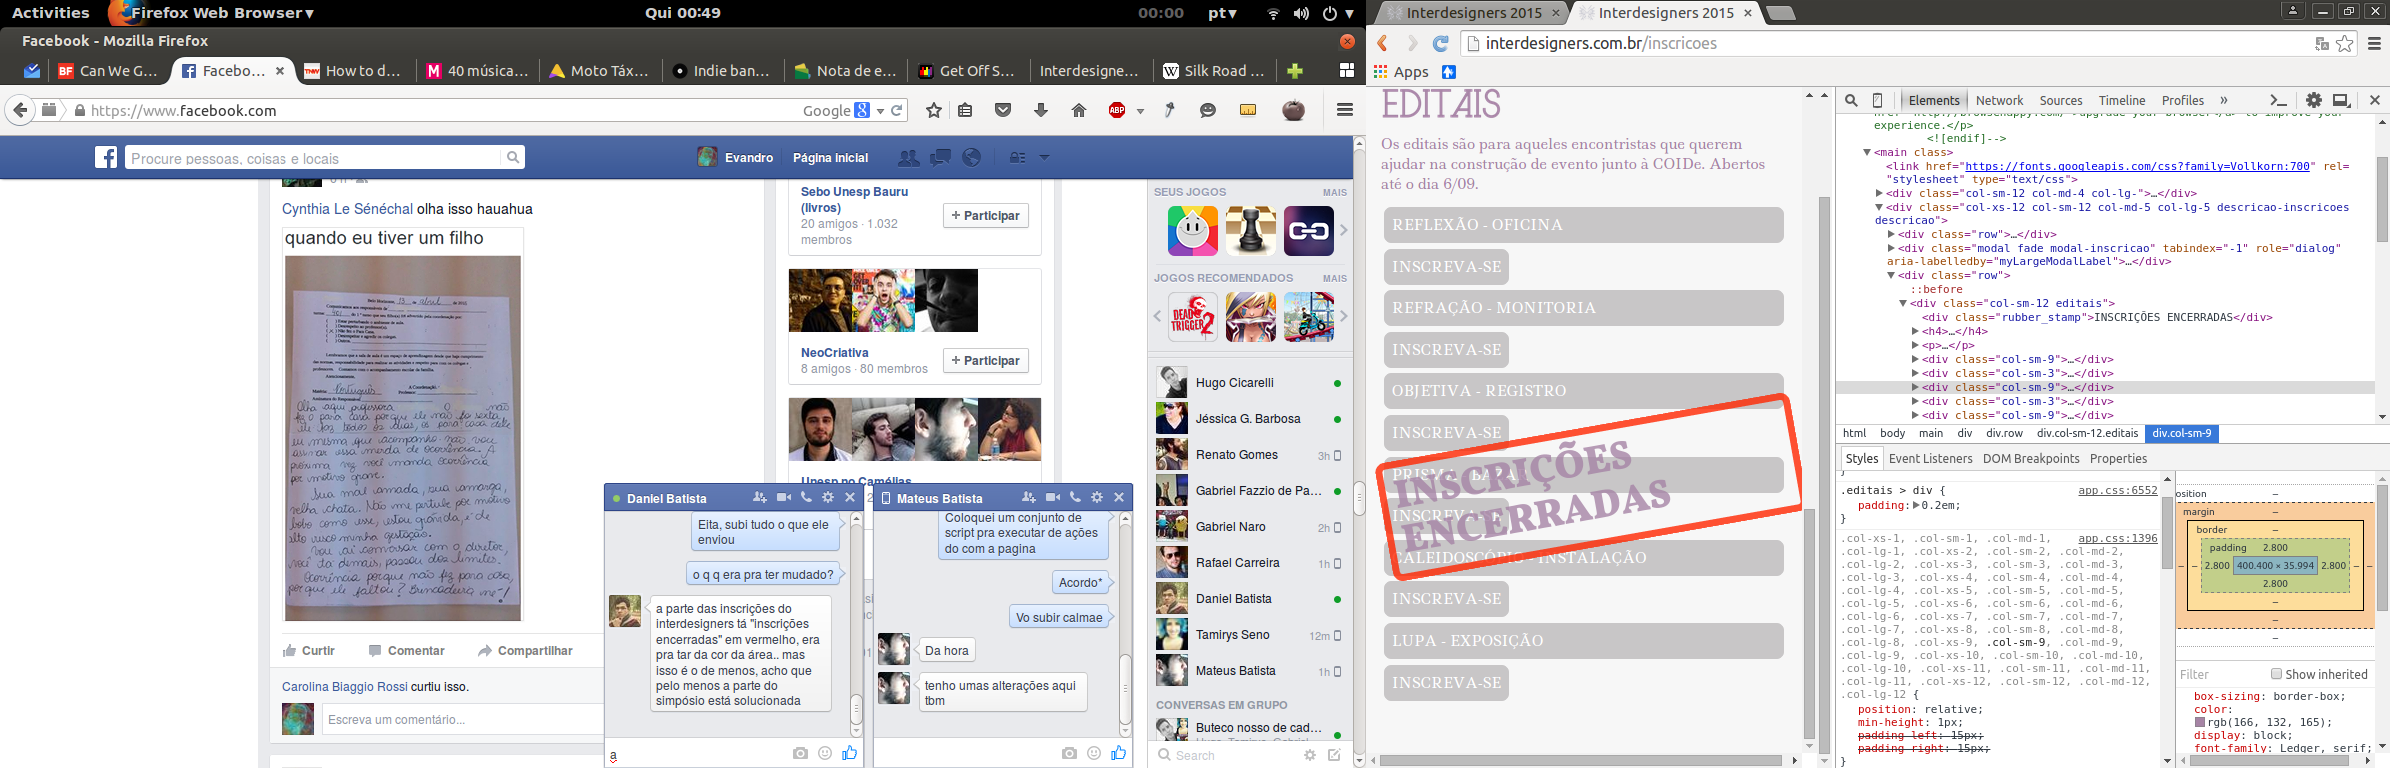 Activities
Firefox Web Browser ▾
Qui 00:49
00:00
pt ▾
Facebook - Mozilla Firefox
Can We G...
Facebo... ×
How to d...
40 música...
Moto Táx...
Indie ban...
Nota de e...
Get Off S...
Interdesigne...
Silk Road ...
https://www.facebook.com
Google
ABP
Procure pessoas, coisas e locais
Evandro
Página inicial
Cynthia Le Sénéchal olha isso hauahua
quando eu tiver um filho
Curtir
Comentar
Compartilhar
Carolina Biaggio Rossi curtiu isso.
Escreva um comentário...
Sebo Unesp Bauru
(livros)
20 amigos · 1.032
membros
+ Participar
NeoCriativa
8 amigos · 80 membros
+ Participar
Unesp no Camélias
SEUS JOGOS
MAIS
JOGOS RECOMENDADOS
MAIS
DEAD
TRIGGER
2
Hugo Cicarelli
Jéssica G. Barbosa
Renato Gomes
3h
Gabriel Fazzio de Pa...
Gabriel Naro
2h
Rafael Carreira
1h
Daniel Batista
Tamirys Seno
12m
Mateus Batista
1h
CONVERSAS EM GRUPO
Buteco nosso de cad...
Search
Daniel Batista
Eita, subi tudo o que ele
enviou
o q q era pra ter mudado?
a parte das inscrições do
interdesigners tá "inscrições
encerradas" em vermelho, era
pra tar da cor da área.. mas
isso é o de menos, acho que
pelo menos a parte do
simpósio está solucionada
a
Mateus Batista
Coloquei um conjunto de
script pra executar de ações
do com a pagina
Acordo*
Vo subir calmae
Da hora
tenho umas alterações aqui
tbm
Interdesigners 2015 ×
Interdesigners 2015 ×
interdesigners.com.br/inscricoes
Apps
EDITAIS
Os editais são para aqueles encontristas que querem
ajudar na construção de evento junto à COIDe. Abertos
até o dia 6/09.
REFLEXÃO - OFICINA
INSCREVA-SE
REFRAÇÃO - MONITORIA
INSCREVA-SE
OBJETIVA - REGISTRO
INSCREVA-SE
PRISMA - BAZAR
INSCREVA-SE
INSCRIÇÕES
ENCERRADAS
CALEIDOSCÓPIO - INSTALAÇÃO
INSCREVA-SE
LUPA - EXPOSIÇÃO
INSCREVA-SE
Elements
Network
Sources
Timeline
Profiles
»
experience.</p>
<![endif]-->
<main class>
<link href="https://fonts.googleapis.com/css?family=Vollkorn:700" rel=
"stylesheet" type="text/css">
<div class="col-sm-12 col-md-4 col-lg-">…</div>
<div class="col-xs-12 col-sm-12 col-md-5 col-lg-5 descricao-inscricoes
descricao">
<div class="row">…</div>
<div class="modal fade modal-inscricao" tabindex="-1" role="dialog"
aria-labelledby="myLargeModalLabel">…</div>
<div class="row">
::before
<div class="col-sm-12 editais">
<div class="rubber_stamp">INSCRIÇÕES ENCERRADAS</div>
<h4>…</h4>
<p>…</p>
<div class="col-sm-9">…</div>
<div class="col-sm-3">…</div>
<div class="col-sm-9">…</div>
<div class="col-sm-3">…</div>
<div class="col-sm-9">…</div>
html body main div div.row div.col-sm-12.editais div.col-sm-9
Styles
Event Listeners
DOM Breakpoints
Properties
}
.editais > div {
app.css:6552
padding: 0.2em;
}
.col-xs-1, .col-sm-1, .col-md-1,
app.css:1396
.col-lg-1, .col-xs-2, .col-sm-2, .col-md-2,
.col-lg-2, .col-xs-3, .col-sm-3, .col-md-3,
.col-lg-3, .col-xs-4, .col-sm-4, .col-md-4,
.col-lg-4, .col-xs-5, .col-sm-5, .col-md-5,
.col-lg-5, .col-xs-6, .col-sm-6, .col-md-6,
.col-lg-6, .col-xs-7, .col-sm-7, .col-md-7,
.col-lg-7, .col-xs-8, .col-sm-8, .col-md-8,
.col-lg-8, .col-xs-9, .col-sm-9, .col-md-9,
.col-lg-9, .col-xs-10, .col-sm-10, .col-md-10,
.col-lg-10, .col-xs-11, .col-sm-11, .col-md-11,
.col-lg-11, .col-xs-12, .col-sm-12, .col-md-12,
.col-lg-12 {
position: relative;
min-height: 1px;
padding-left: 15px;
padding-right: 15px;
}
osition
margin
border
padding
2.800
2.800
400.400 × 35.994
2.800
2.800
Filter
Show inherited
box-sizing: border-box;
color:
rgb(166, 132, 165);
display: block;
font-family: Ledger, serif;